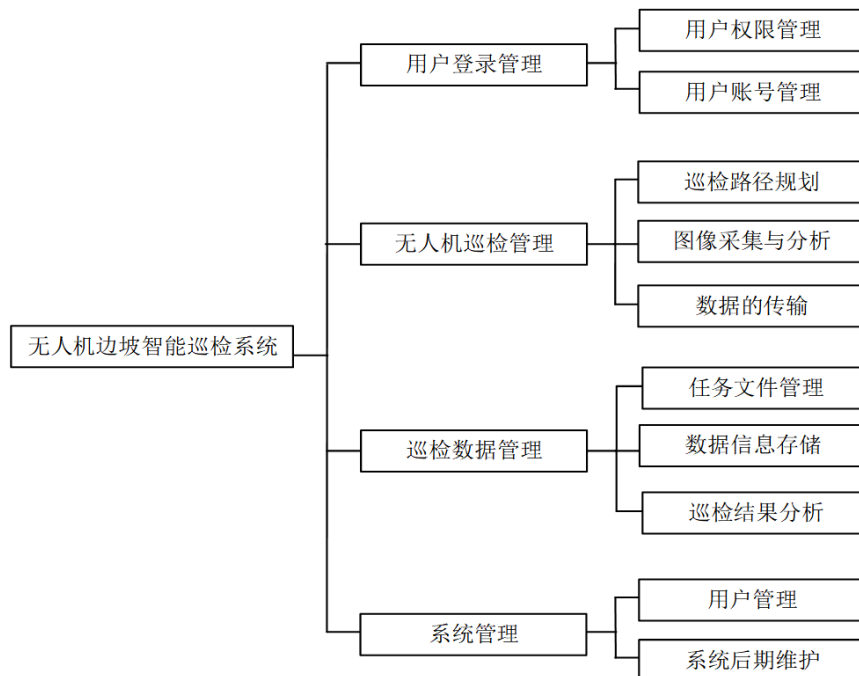 无人机边坡智能巡检系统
用户登录管理
用户权限管理
用户账号管理
无人机巡检管理
巡检路径规划
图像采集与分析
数据的传输
巡检数据管理
任务文件管理
数据信息存储
巡检结果分析
系统管理
用户管理
系统后期维护